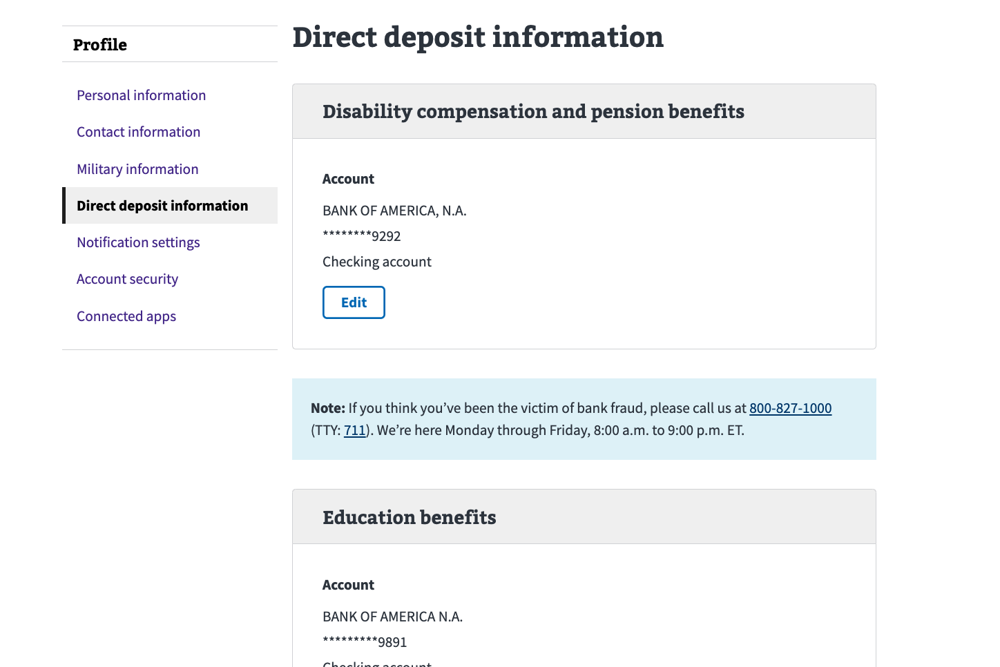 Profile
Personal information
Contact information
Military information
Direct deposit information
Notification settings
Account security
Connected apps
Direct deposit information
Disability compensation and pension benefits
Account
BANK OF AMERICA, N.A.
********9292
Checking account
Edit
Note: If you think you’ve been the victim of bank fraud, please call us at 800-827-1000
(TTY: 711). We’re here Monday through Friday, 8:00 a.m. to 9:00 p.m. ET.
Education benefits
Account
BANK OF AMERICA N.A.
*********9891
Checking account